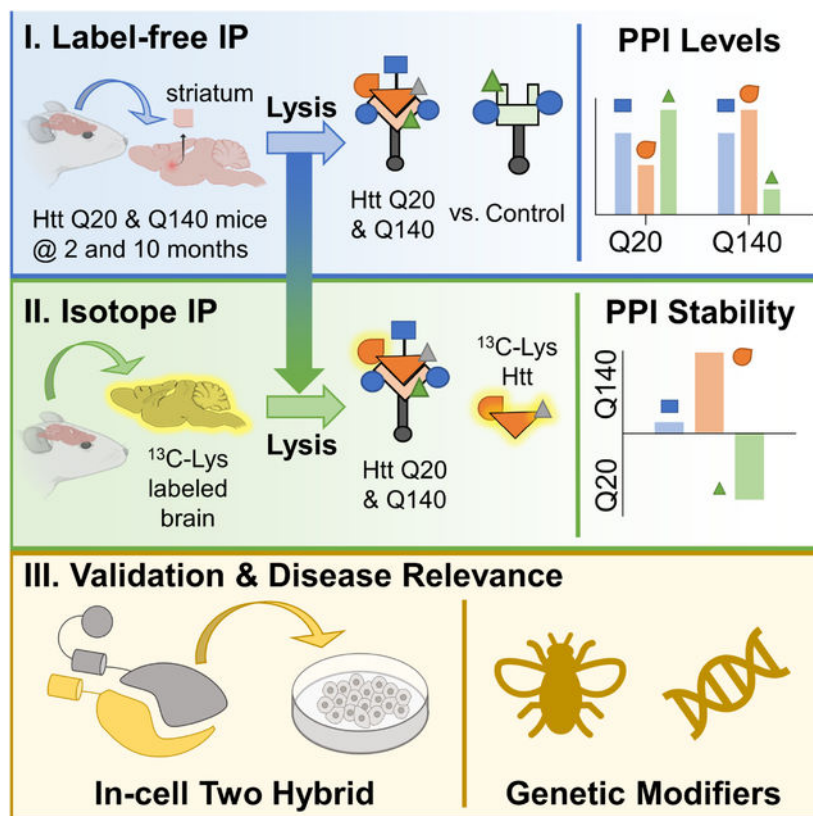 I. Label-free IP
striatum
Lysis
Htt Q20 & Q140 mice
@ 2 and 10 months
Htt Q20
& Q140
vs. Control
PPI Levels
Q20
Q140
II. Isotope IP
¹³C-Lys
labeled
brain
Lysis
Htt Q20
& Q140
¹³C-Lys
Htt
PPI Stability
Q140
Q20
III. Validation & Disease Relevance
In-cell Two Hybrid
Genetic Modifiers